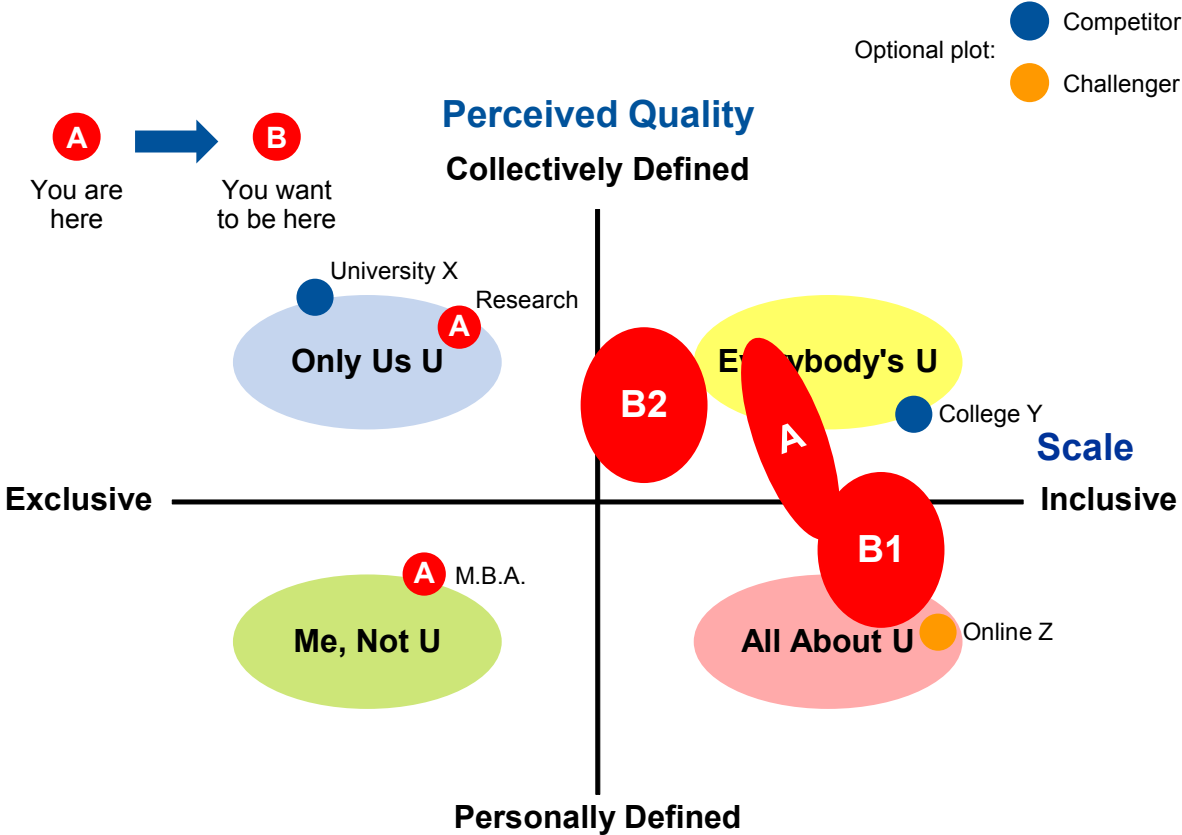 Competitor
Optional plot:
Challenger
Perceived Quality
Collectively Defined
A
B
You are
here
You want
to be here
University X
Research
A
Only Us U
Everybody's U
B2
A
College Y
Scale
Exclusive
Inclusive
B1
A
M.B.A.
Me, Not U
All About U
Online Z
Personally Defined